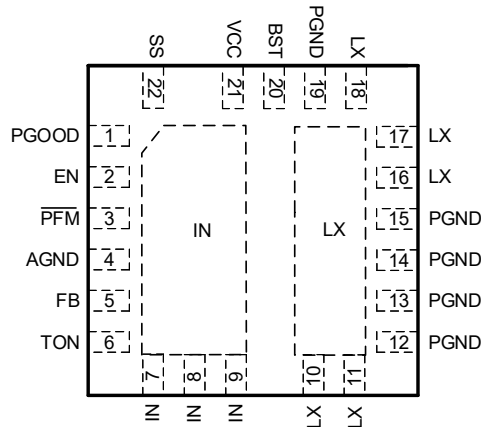 SS
VCC
BST
PGND
LX
22
21
20
19
18
PGOOD 1
17 LX
EN 2
16 LX
PFM 3
15 PGND
AGND 4
14 PGND
FB 5
13 PGND
TON 6
12 PGND
IN
LX
7
8
9
10
11
IN
IN
IN
LX
LX